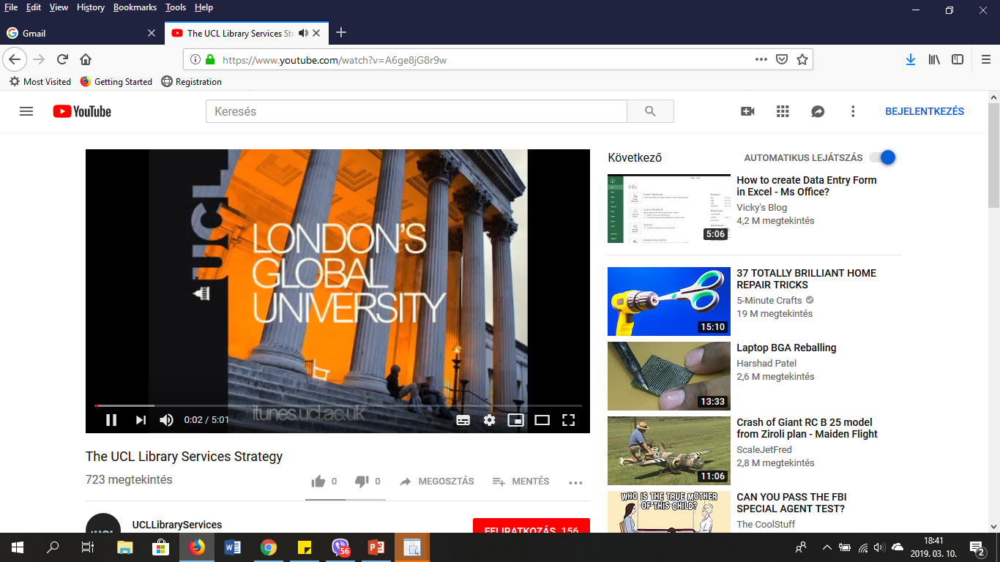 File Edit View History Bookmarks Tools Help
Gmail
The UCL Library Services Str
https://www.youtube.com/watch?v=A6ge8jG8r9w
Most Visited Getting Started Registration
YouTube
Keresés
BEJELENTKEZÉS
UCL
LONDON'S
GLOBAL
UNIVERSITY
itunes.ucl.ac.uk
0:02 / 5:01
The UCL Library Services Strategy
723 megtekintés
0 0 MEGOSZTÁS MENTÉS
UCL
UCLLibraryServices
FELIRATKOZÁS 156
Következő
AUTOMATIKUS LEJÁTSZÁS
Info
5:06
How to create Data Entry Form
in Excel - Ms Office?
Vicky's Blog
4,2 M megtekintés
15:10
37 TOTALLY BRILLIANT HOME
REPAIR TRICKS
5-Minute Crafts
19 M megtekintés
13:33
Laptop BGA Reballing
Harshad Patel
2,6 M megtekintés
11:06
Crash of Giant RC B 25 model
from Ziroli plan - Maiden Flight
ScaleJetFred
2,8 M megtekintés
WHO IS THE TRUE MOTHER
OF THIS CHILD?
CAN YOU PASS THE FBI
SPECIAL AGENT TEST?
The CoolStuff
56
18:41
2019. 03. 10.
2